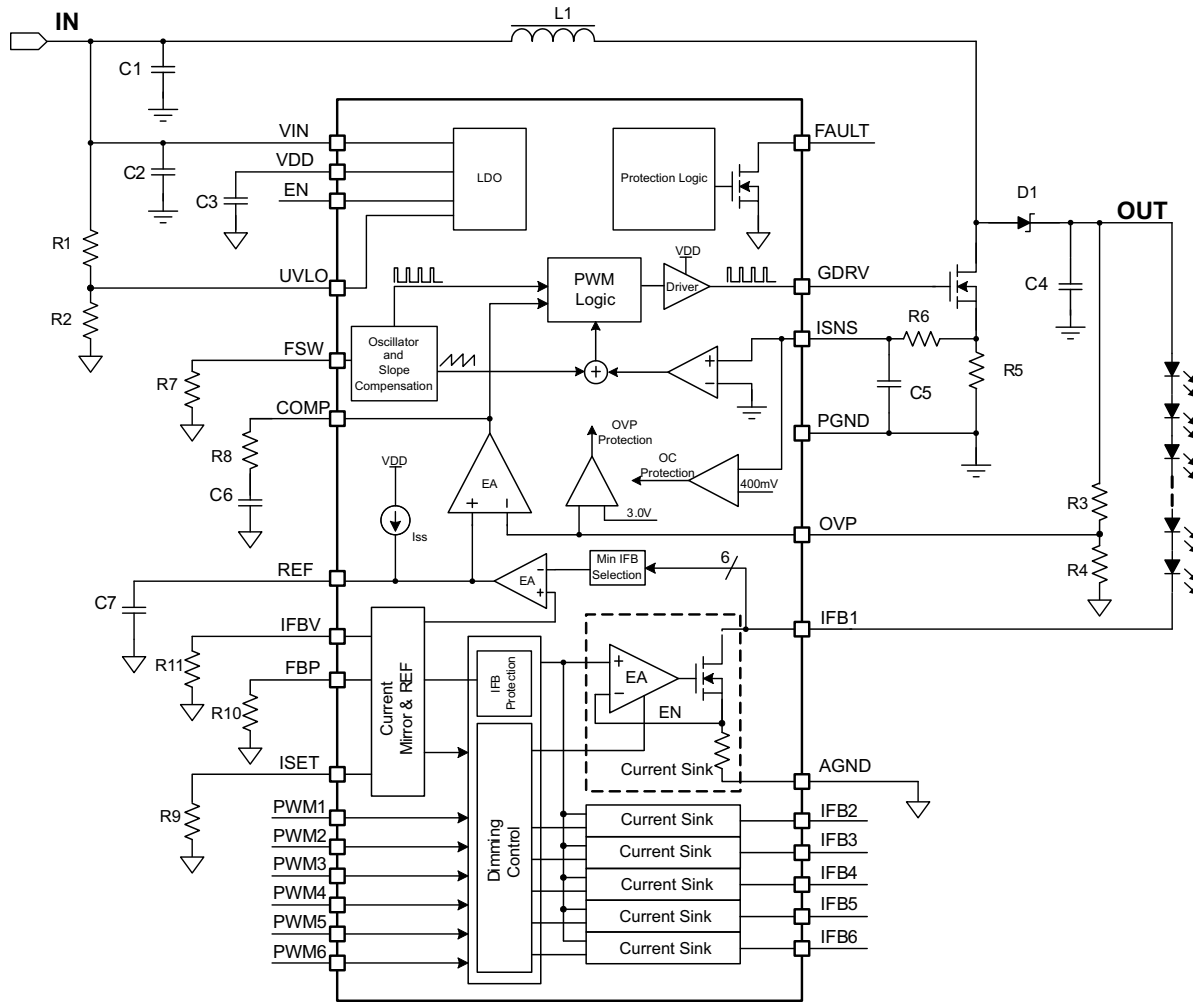 IN
L1
C1
VIN
VDD
EN
C2
C3
LDO
Protection Logic
FAULT
D1
OUT
R1
UVLO
R2
PWM
Logic
VDD
Driver
GDRV
C4
FSW
R7
Oscillator
and
Slope
Compensation
+
+
−
ISNS
R6
R5
C5
PGND
COMP
R8
C6
VDD
Iss
EA
+
−
OVP
Protection
3.0V
OC
Protection
400mV
OVP
R3
R4
REF
C7
EA
−
+
Min IFB
Selection
6
IFB1
IFBV
R11
FBP
R10
ISET
R9
Current
Mirror & REF
IFB
Protection
Dimming
Control
+
EA
−
EN
Current Sink
AGND
PWM1
PWM2
PWM3
PWM4
PWM5
PWM6
Current Sink
Current Sink
Current Sink
Current Sink
Current Sink
IFB2
IFB3
IFB4
IFB5
IFB6